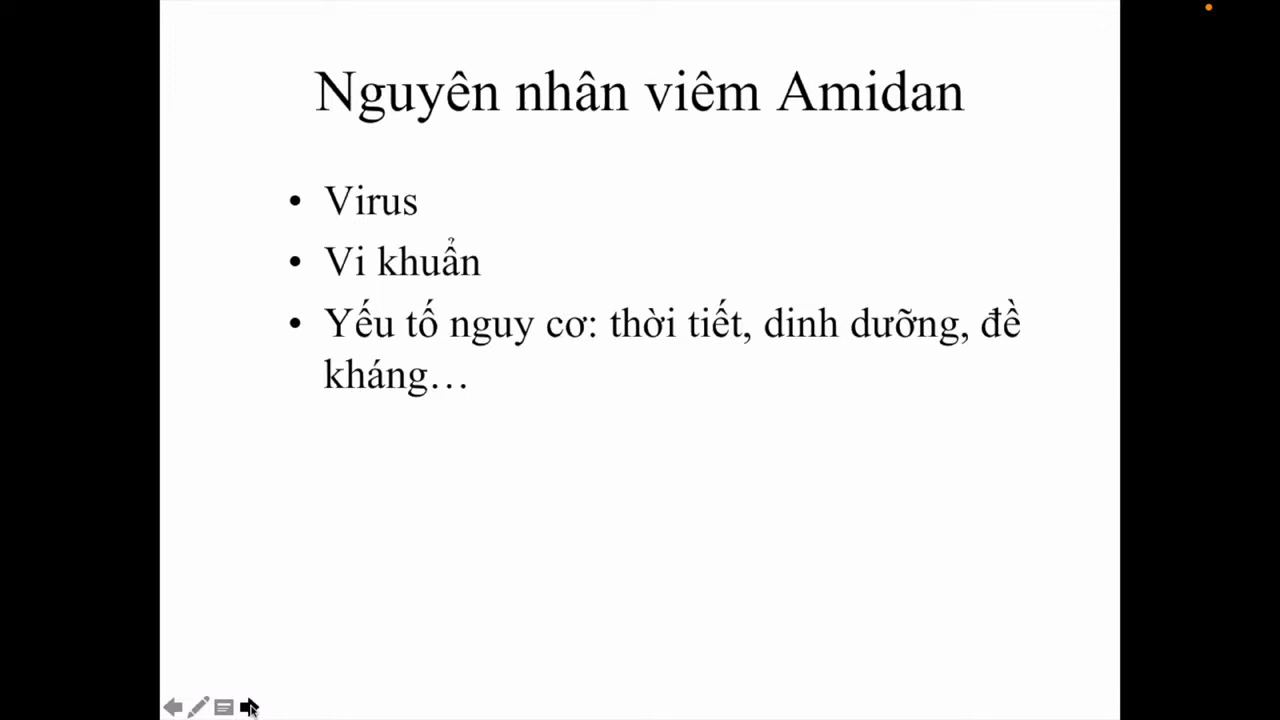 Nguyên nhân viêm Amidan
• Virus
• Vi khuẩn
• Yếu tố nguy cơ: thời tiết, dinh dưỡng, đề
kháng…